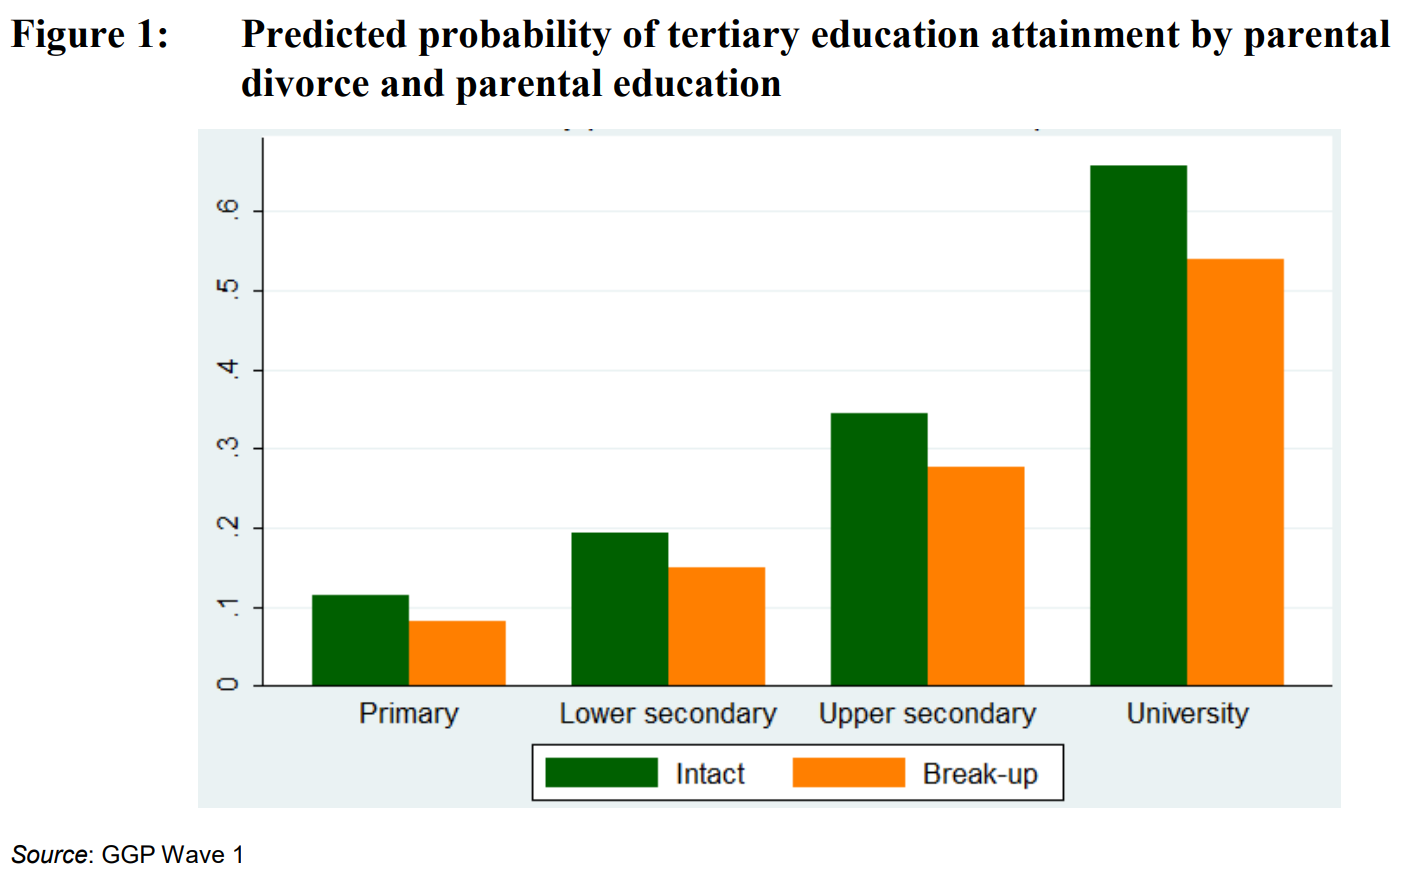 Figure 1: Predicted probability of tertiary education attainment by parental
divorce and parental education
.6
.5
.4
.3
.2
.1
0
Primary Lower secondary Upper secondary University
Intact Break-up
Source: GGP Wave 1